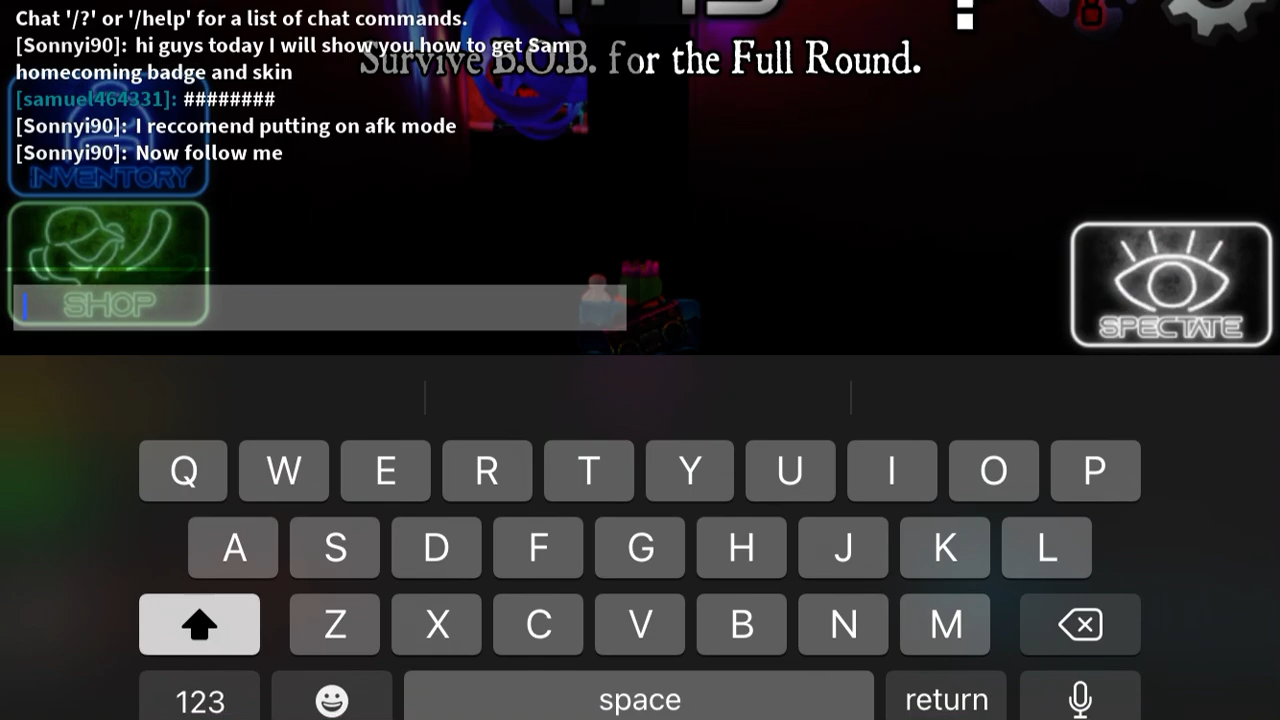 Chat '/?' or '/help' for a list of chat commands.
[Sonnyi90]: hi guys today I will show you how to get Sam
homecoming badge and skin
[samuel464331]: ########
[Sonnyi90]: I reccomend putting on afk mode
[Sonnyi90]: Now follow me
Survive B.O.B. for the Full Round.
8
INVENTORY
SHOP
SPECTATE
Q W E R T Y U I O P
A S D F G H J K L
Z X C V B N M
123 space return